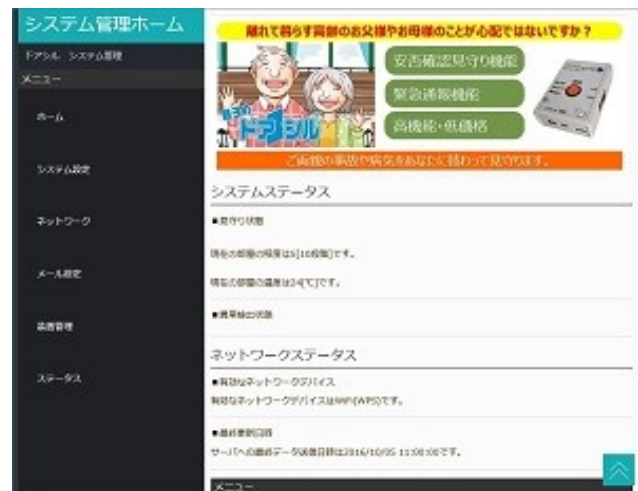 システム管理ホーム
ドアシル システム管理
メニュー
ホーム
システム設定
ネットワーク
メール設定
装置管理
ステータス
離れて暮らす高齢のお父様やお母様のことが心配ではないですか？
安否確認見守り機能
緊急通報機能
高機能・低価格
ドアシル
ご両親の事故や病気をあなたに替わって見守ります。
システムステータス
■見守り状態
現在の部屋の照度は5[10段階]です。
現在の部屋の温度は24[℃]です。
■異常検出状態
ネットワークステータス
■有効なネットワークデバイス
有効なネットワークデバイスはWiFi(WPS)です。
■最終更新日時
サーバへの最終データ送信日時は2016/10/05 11:00:00です。
メニュー